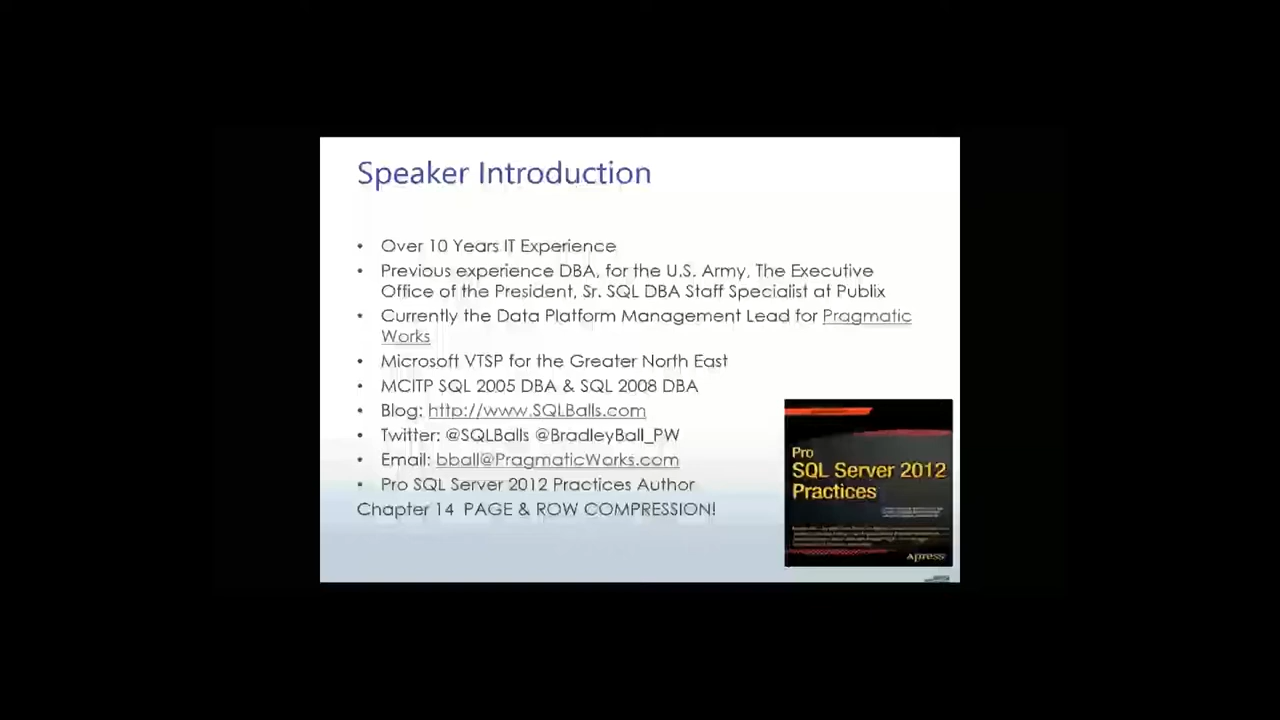 Speaker Introduction
• Over 10 Years IT Experience
• Previous experience DBA, for the U.S. Army, The Executive
Office of the President, Sr. SQL DBA Staff Specialist at Publix
• Currently the Data Platform Management Lead for Pragmatic
Works
• Microsoft VTSP for the Greater North East
• MCITP SQL 2005 DBA & SQL 2008 DBA
• Blog: http://www.SQLBalls.com
• Twitter: @SQLBalls @BradleyBall_PW
• Email: bball@PragmaticWorks.com
• Pro SQL Server 2012 Practices Author
Chapter 14 PAGE & ROW COMPRESSION!
Pro
SQL Server 2012
Practices
Apress